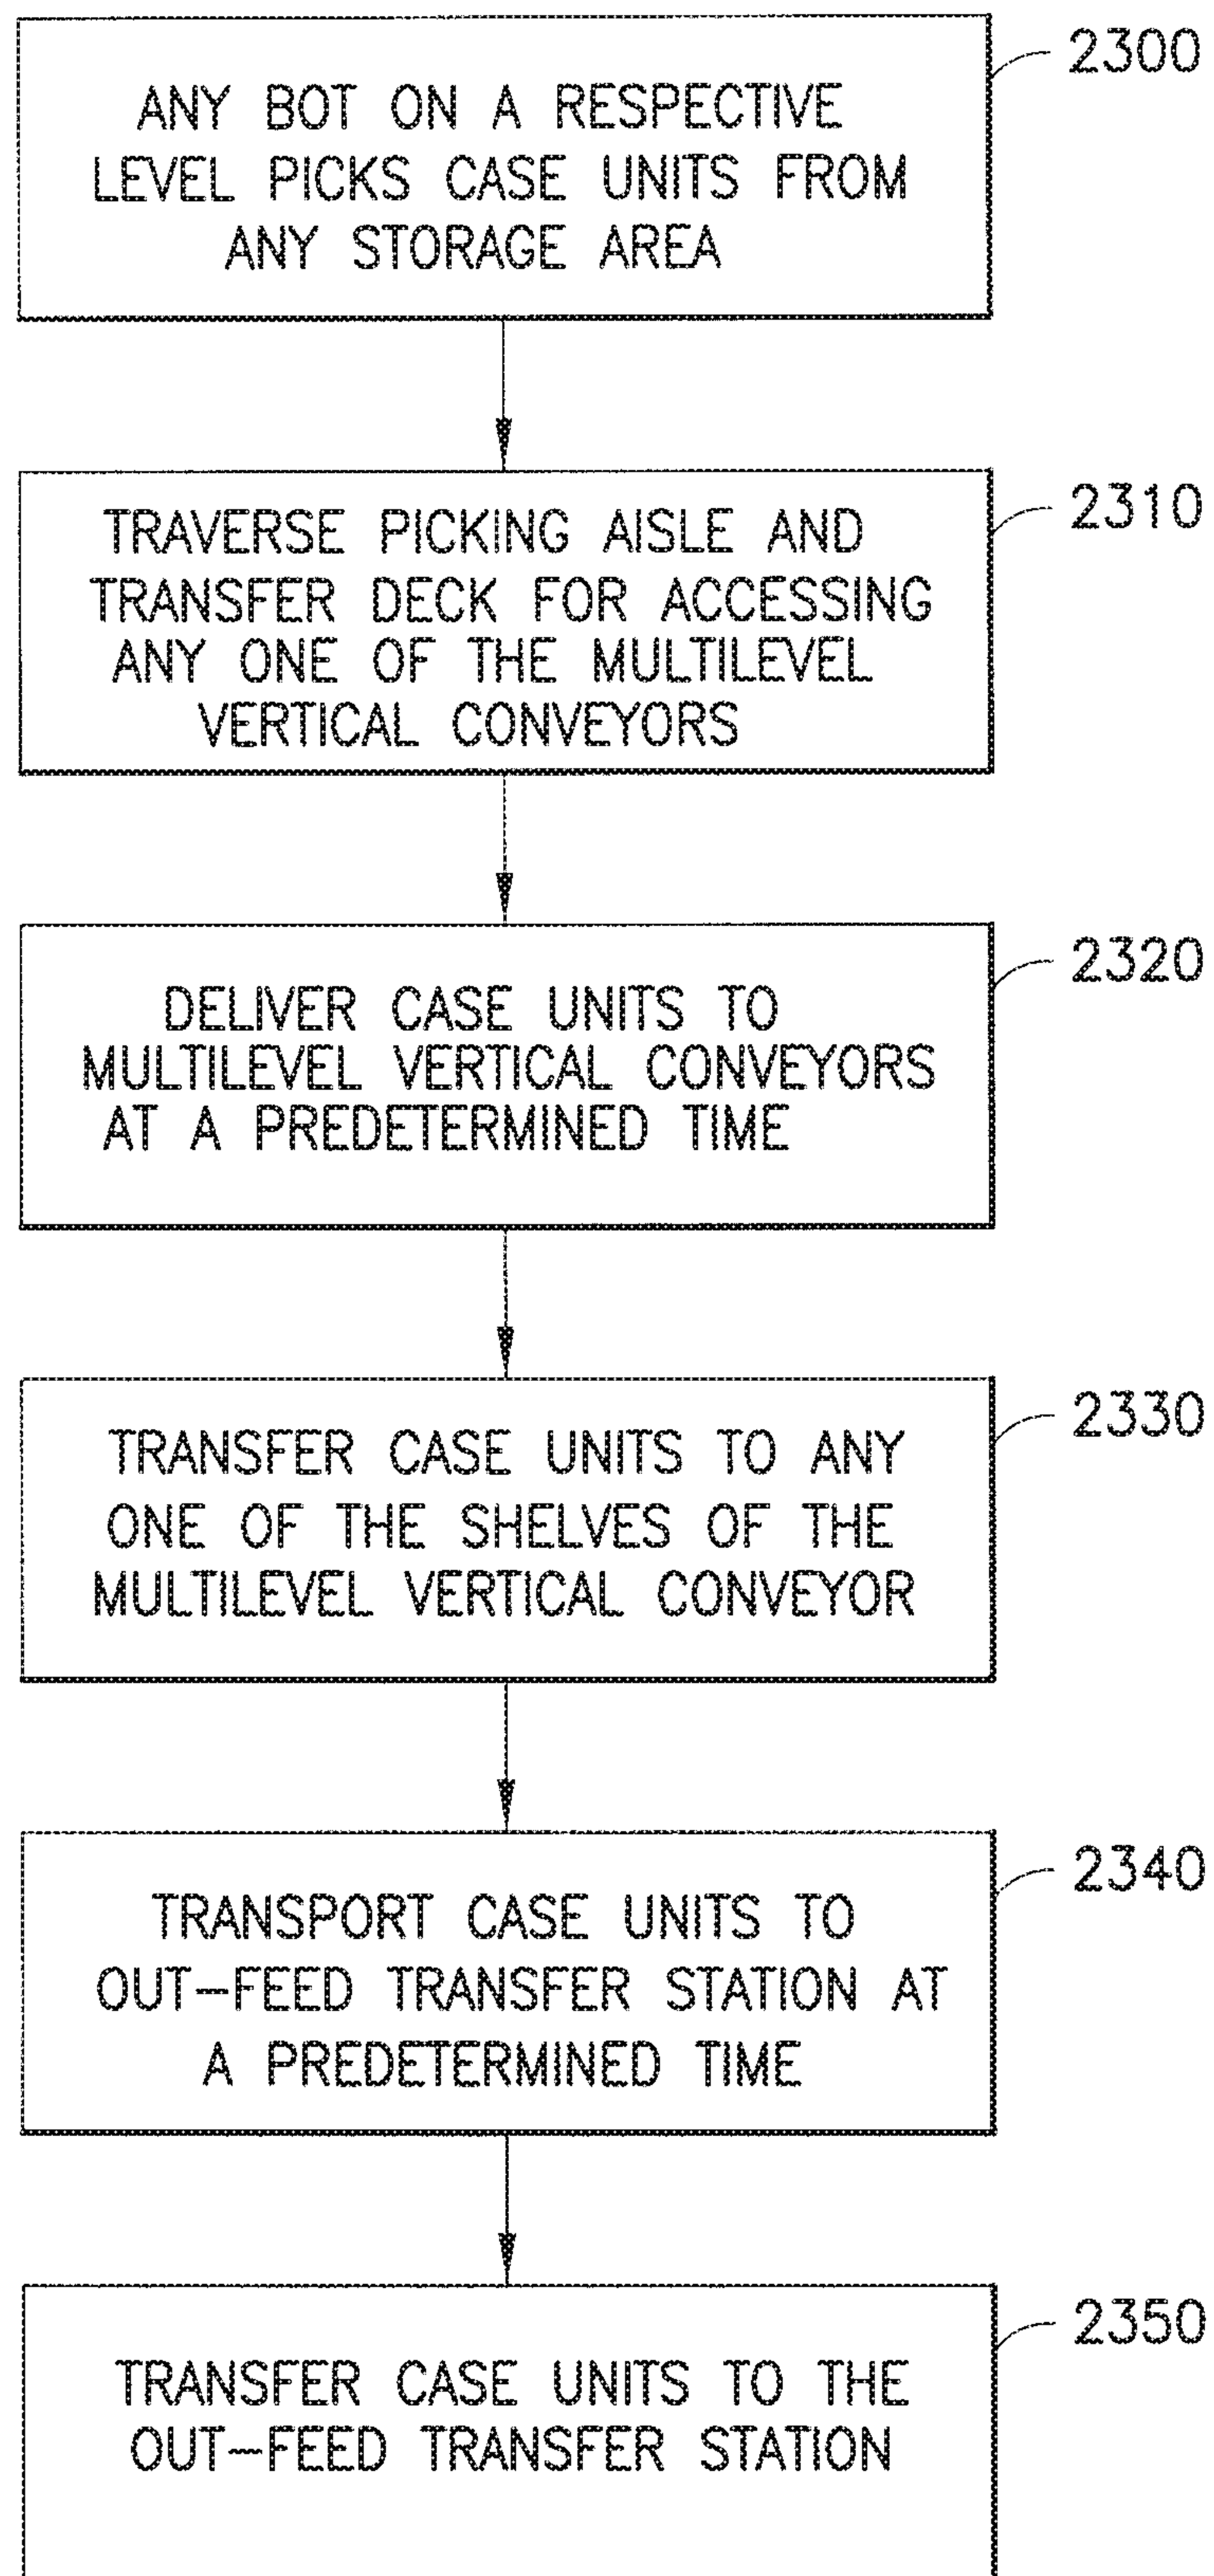 2300
ANY BOT ON A RESPECTIVE
LEVEL PICKS CASE UNITS FROM
ANY STORAGE AREA
2310
TRAVERSE PICKING AISLE AND
TRANSFER DECK FOR ACCESSING
ANY ONE OF THE MULTILEVEL
VERTICAL CONVEYORS
2320
DELIVER CASE UNITS TO
MULTILEVEL VERTICAL CONVEYORS
AT A PREDETERMINED TIME
2330
TRANSFER CASE UNITS TO ANY
ONE OF THE SHELVES OF THE
MULTILEVEL VERTICAL CONVEYOR
2340
TRANSPORT CASE UNITS TO
OUT-FEED TRANSFER STATION AT
A PREDETERMINED TIME
2350
TRANSFER CASE UNITS TO THE
OUT-FEED TRANSFER STATION